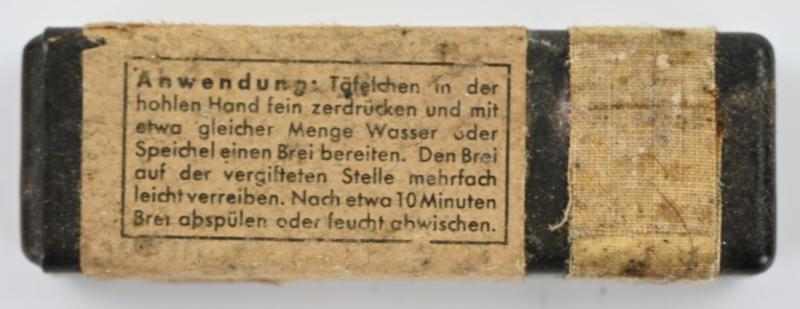 Anwendung: Täfelchen in der
hohlen Hand fein zerdrücken und mit
etwa gleicher Menge Wasser oder
Speichel einen Brei bereiten. Den Brei
auf der vergifteten Stelle mehrfach
leicht verreiben. Nach etwa 10 Minuten
Brei abspülen oder feucht abwischen.